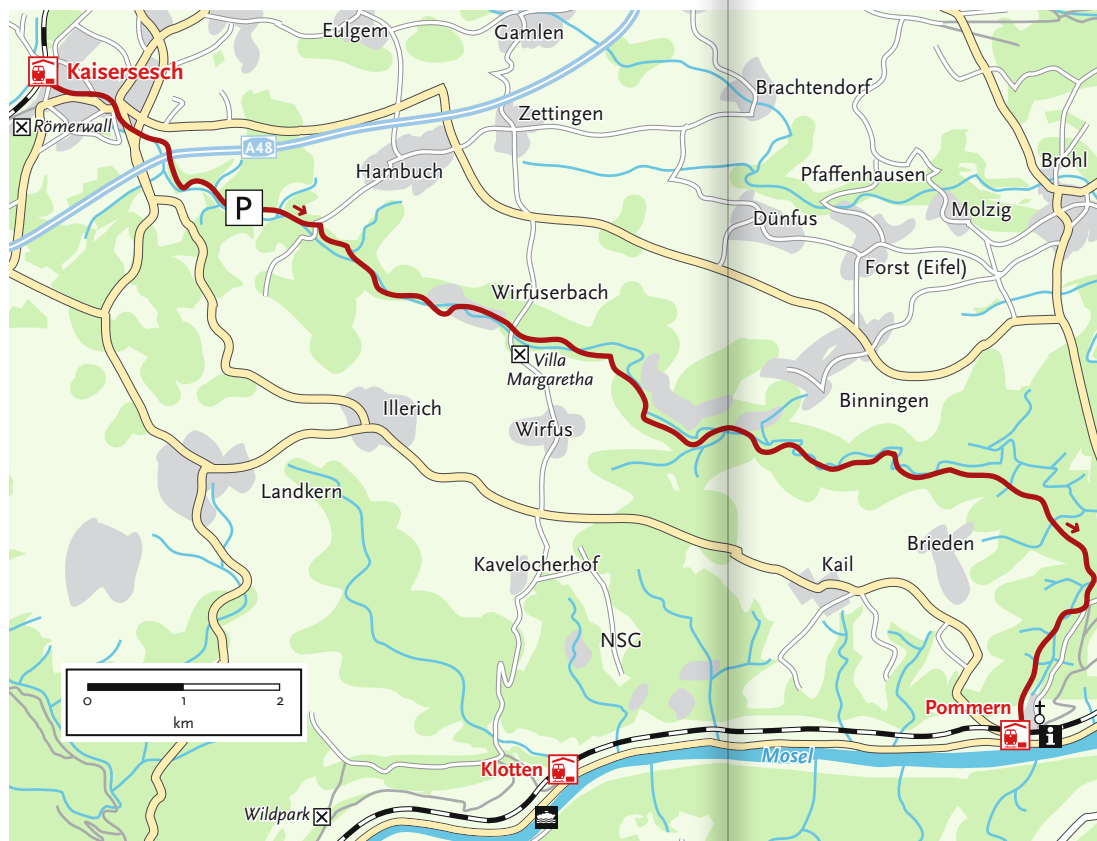 Eulgem
Gamlen
Kaisersesch
Brachtendorf
Zettingen
Römerwall
A48
Hambuch
Brohl
Pfaffenhausen
P
Molzig
Dünfus
Forst (Eifel)
Wirfuserbach
Villa
Margaretha
Binningen
Illerich
Wirfus
Landkern
Brieden
Kavelocherhof
Kail
NSG
0 1 2
km
Pommern
i
Mosel
Klotten
Wildpark